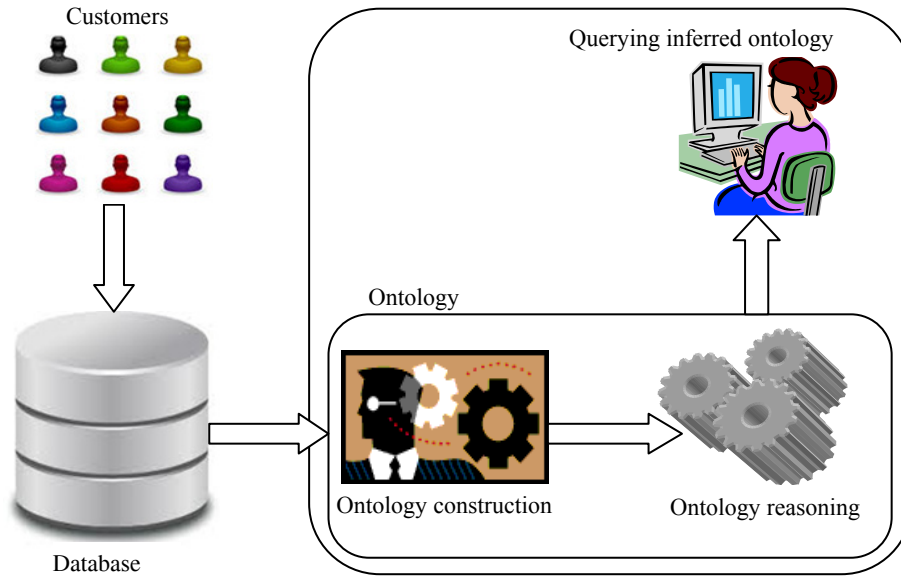 Customers
Querying inferred ontology
Ontology
Ontology construction
Ontology reasoning
Database